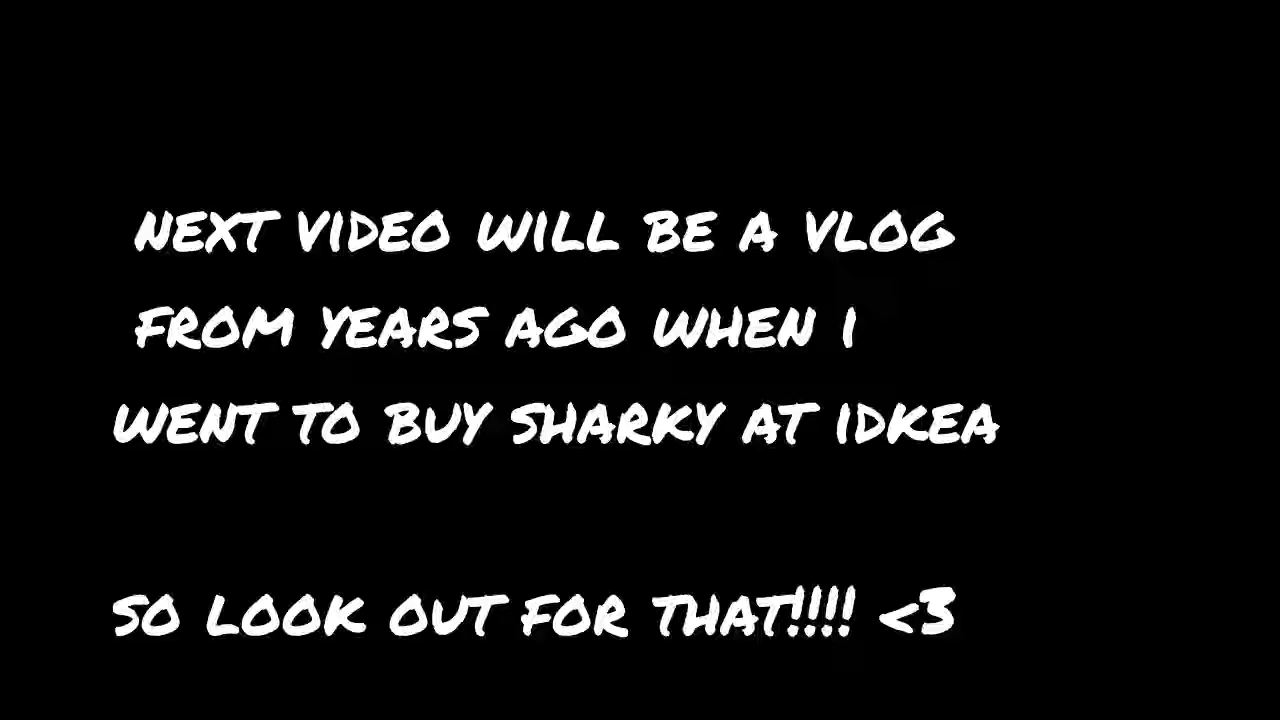 NEXT VIDEO WILL BE A VLOG
FROM YEARS AGO WHEN I
WENT TO BUY SHARKY AT IDKEA
SO LOOK OUT FOR THAT!!!! <3